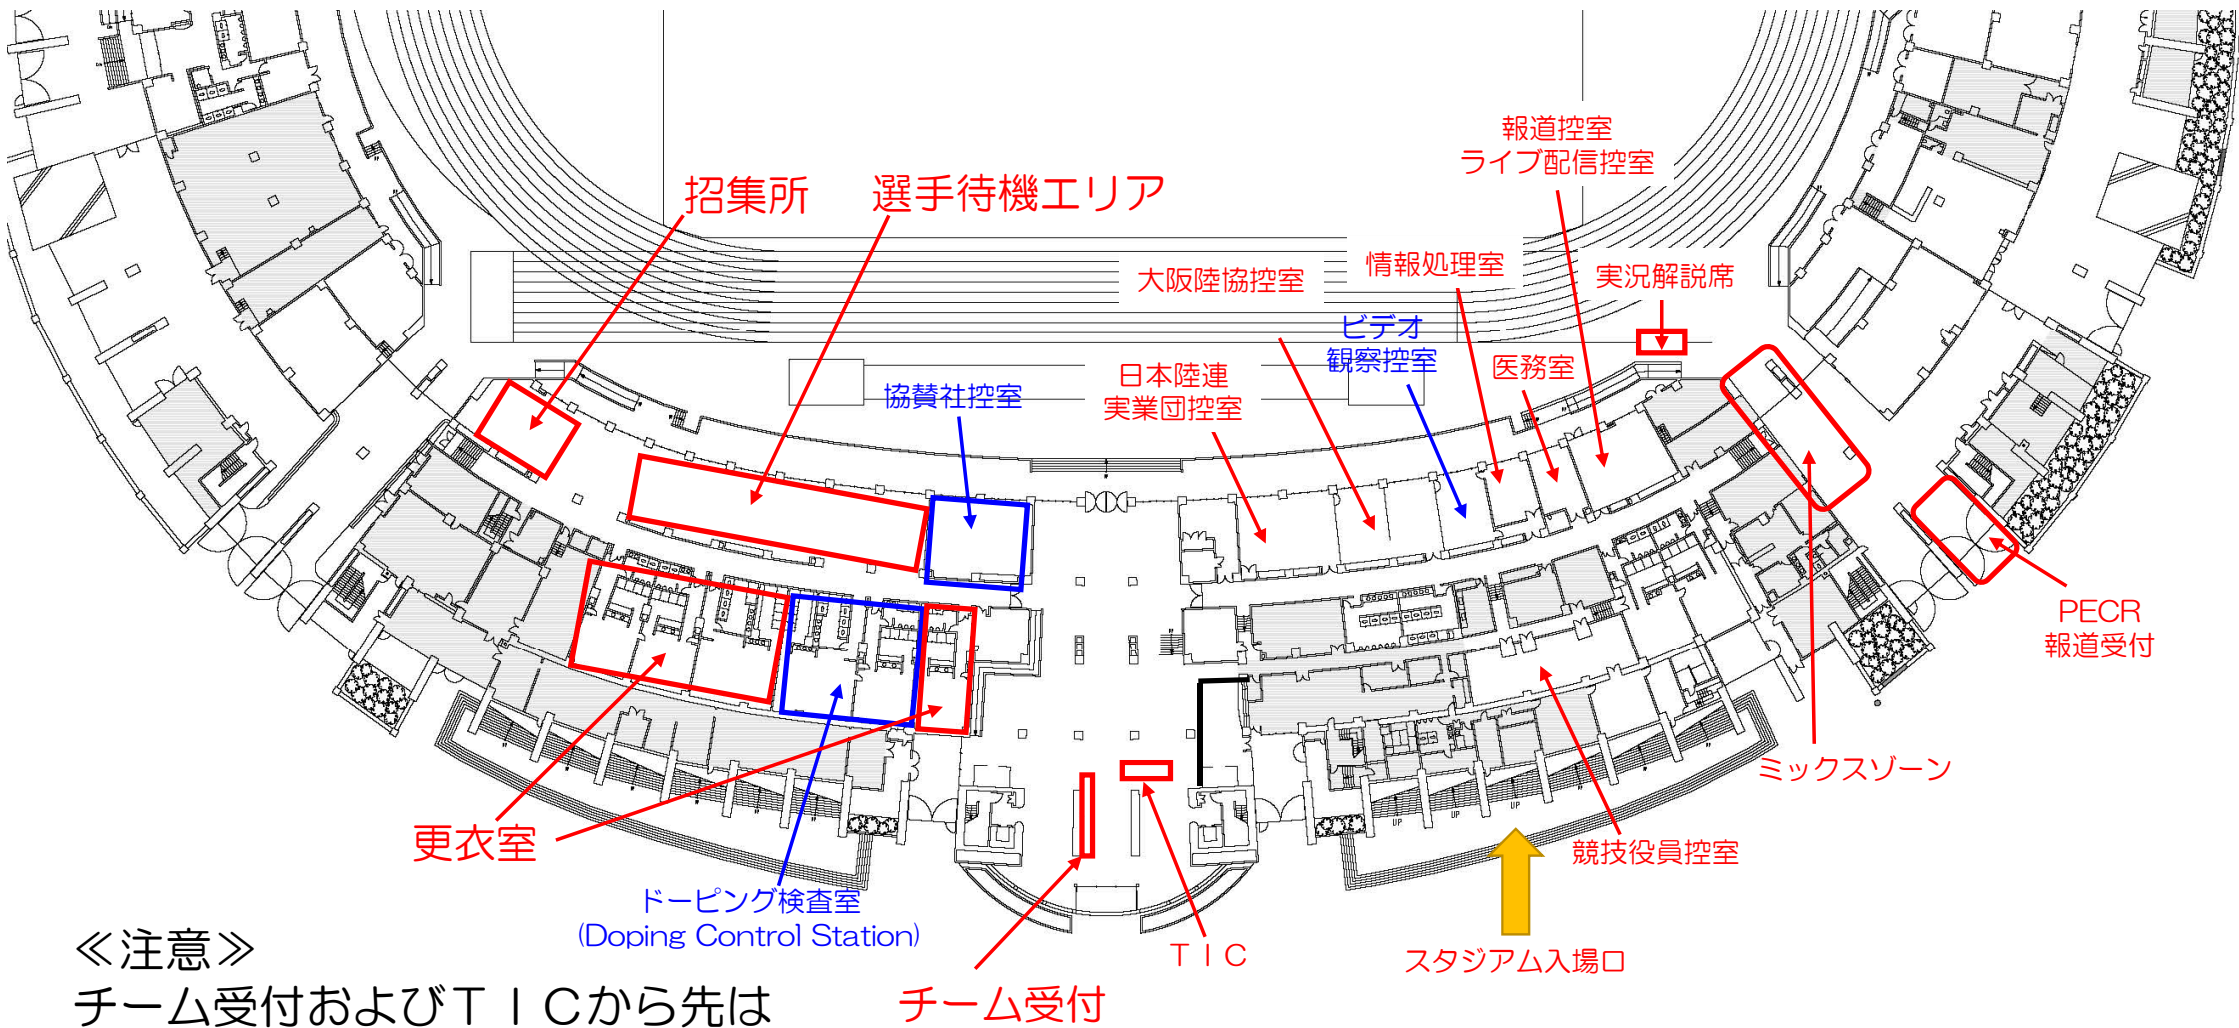 報道控室
ライブ配信控室
招集所
選手待機エリア
情報処理室
大阪陸協控室
実況解説席
ビデオ
観察控室
医務室
日本陸連
実業団控室
協賛社控室
PECR
報道受付
ミックスゾーン
更衣室
競技役員控室
UP
UP
UP
ドーピング検査室
(Doping Control Station)
TIC
スタジアム入場口
チーム受付
≪注意≫
チーム受付およびTICから先は